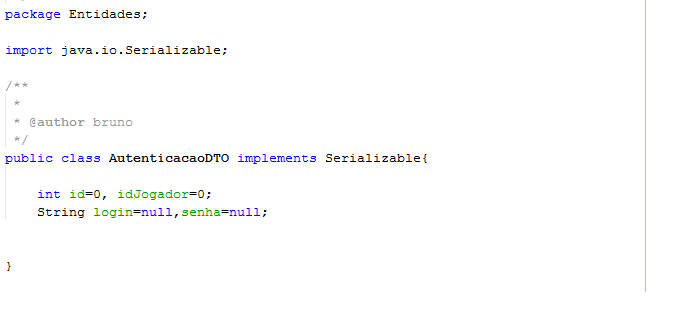 package Entidades;
import java.io.Serializable;
/**
*
* @author bruno
*/
public class AutenticacaoDTO implements Serializable{
int id=0, idJogador=0;
String login=null,senha=null;
}